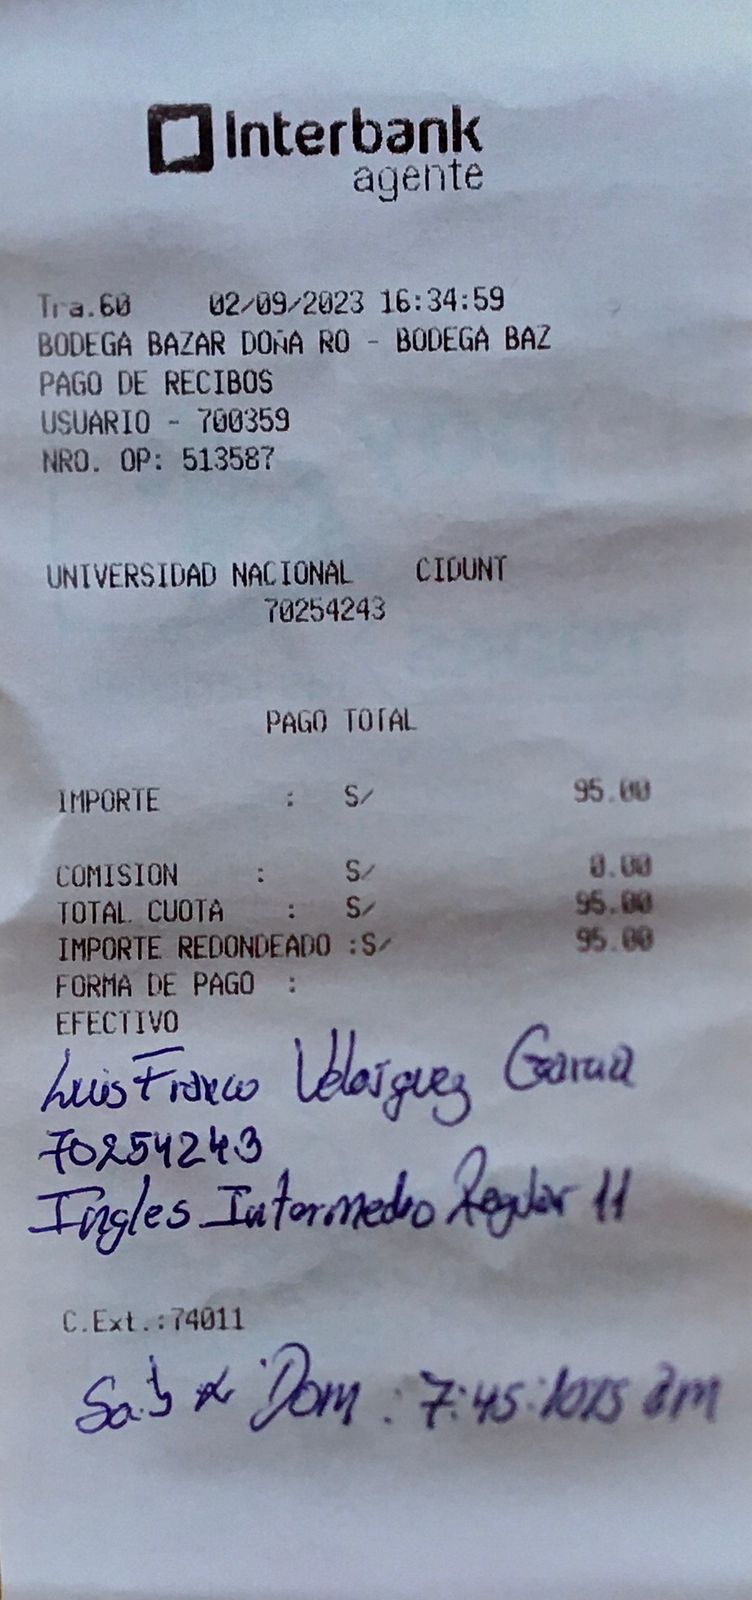 Interbank
agente
Tra.60 02/09/2023 16:34:59
BODEGA BAZAR DOÑA RO - BODEGA BAZ
PAGO DE RECIBOS
USUARIO - 700359
NRO. OP: 513587
UNIVERSIDAD NACIONAL CIDUNT
70254243
PAGO TOTAL
IMPORTE : S/ 95.00
COMISION : S/ 0.00
TOTAL CUOTA : S/ 95.00
IMPORTE REDONDEADO :S/ 95.00
FORMA DE PAGO :
EFECTIVO
Luis Franco Velasquez Garcia
70254243
Ingles Intermedio Regular 11
C.Ext.:74011
Sab Dom : 7:45-1015 am